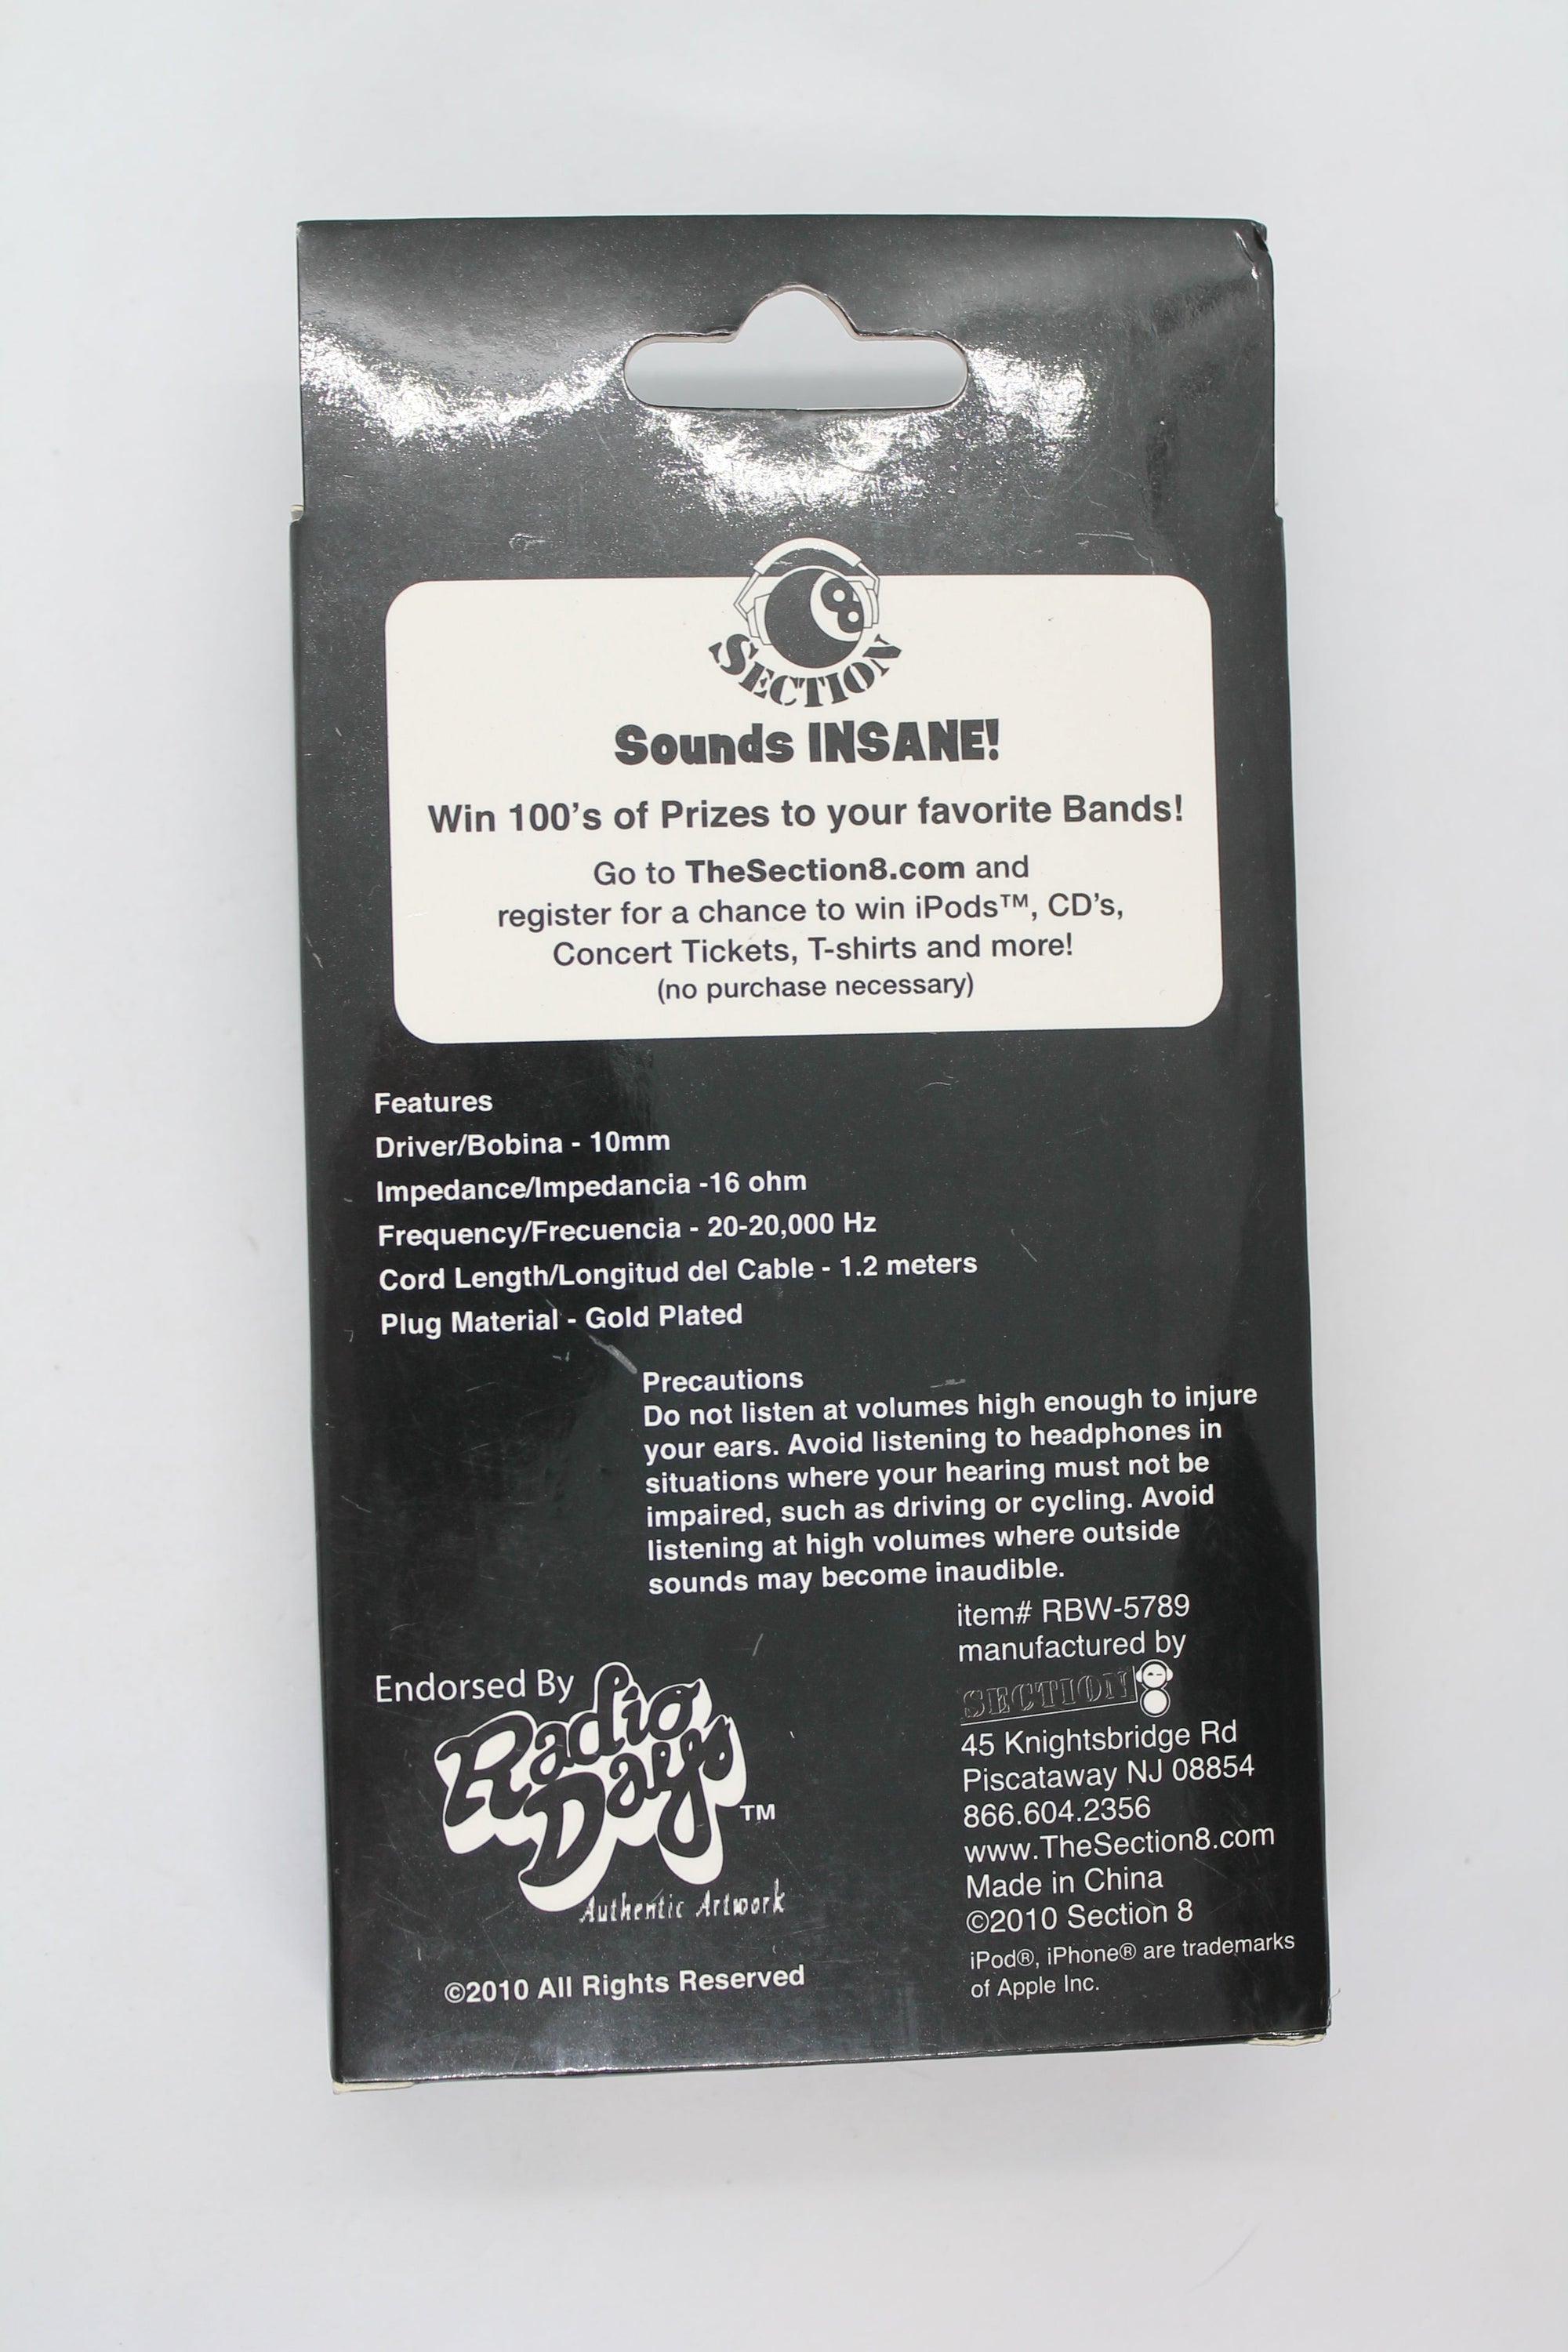 8
SECTION
Sounds INSANE!
Win 100's of Prizes to your favorite Bands!
Go to TheSection8.com and
register for a chance to win iPods™, CD's,
Concert Tickets, T-shirts and more!
(no purchase necessary)
Features
Driver/Bobina - 10mm
Impedance/Impedancia -16 ohm
Frequency/Frecuencia - 20-20,000 Hz
Cord Length/Longitud del Cable - 1.2 meters
Plug Material - Gold Plated
Precautions
Do not listen at volumes high enough to injure
your ears. Avoid listening to headphones in
situations where your hearing must not be
impaired, such as driving or cycling. Avoid
listening at high volumes where outside
sounds may become inaudible.
Endorsed By
Radio
Days
TM
Authentic Artwork
©2010 All Rights Reserved
item# RBW-5789
manufactured by
SECTION 8
45 Knightsbridge Rd
Piscataway NJ 08854
866.604.2356
www.TheSection8.com
Made in China
©2010 Section 8
iPod®, iPhone® are trademarks
of Apple Inc.